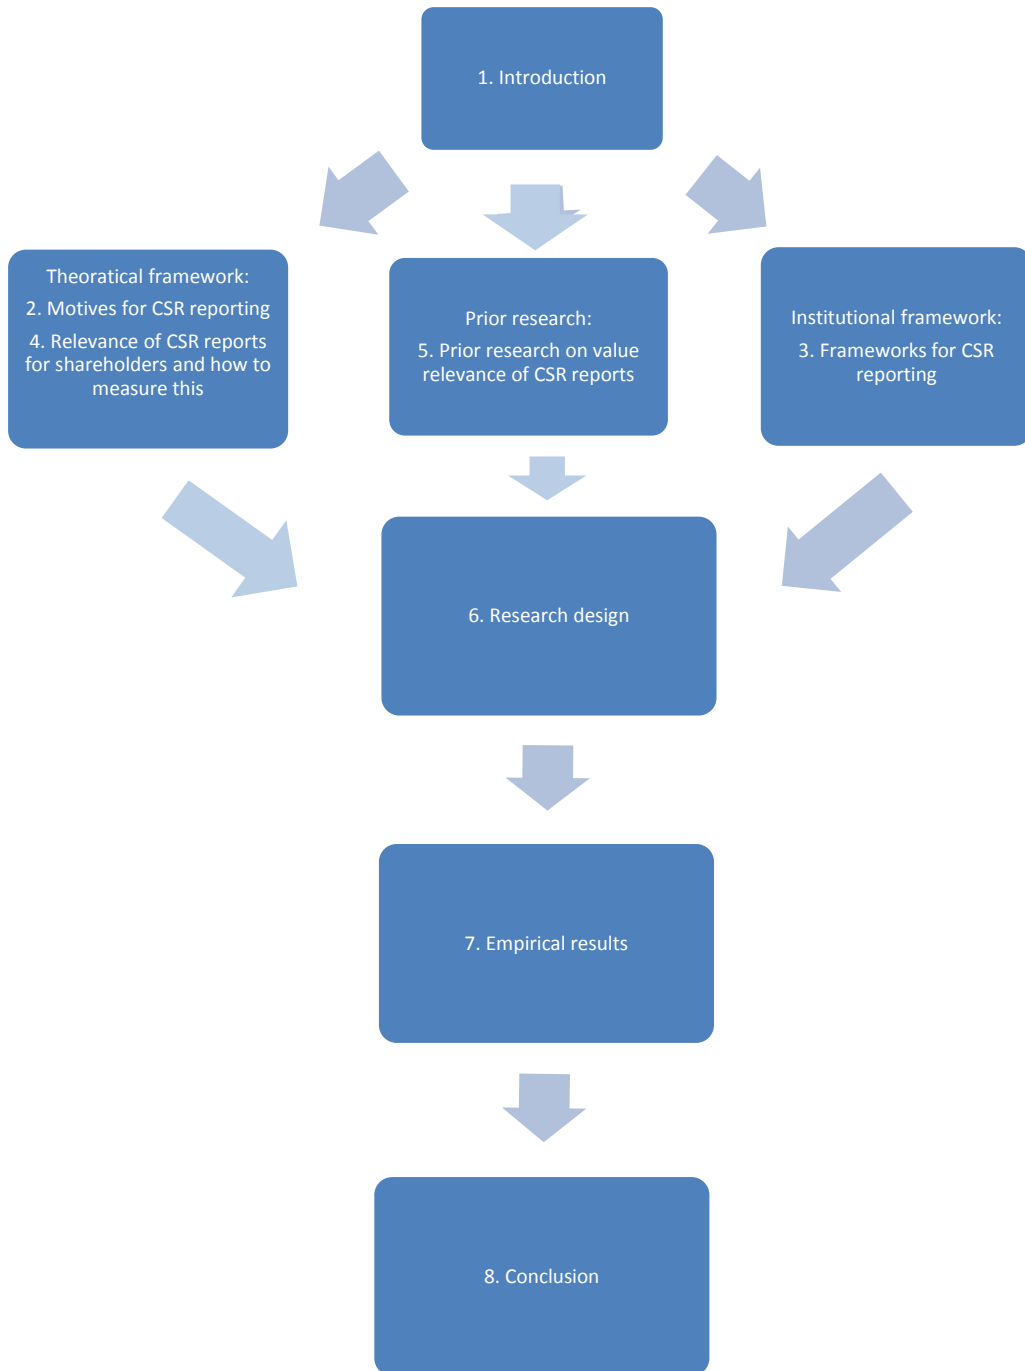 1. Introduction
Theoratical framework:
2. Motives for CSR reporting
4. Relevance of CSR reports
for shareholders and how to
measure this
Prior research:
5. Prior research on value
relevance of CSR reports
Institutional framework:
3. Frameworks for CSR
reporting
6. Research design
7. Empirical results
8. Conclusion